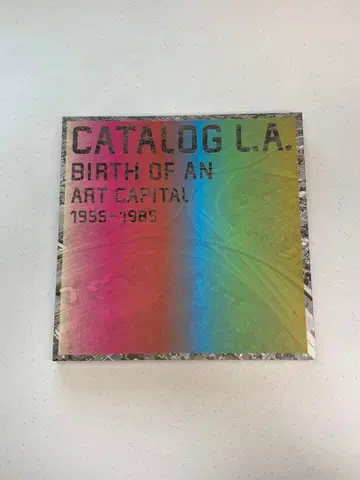 CATALOG L.A.
BIRTH OF AN
ART CAPITAL
1955–1985